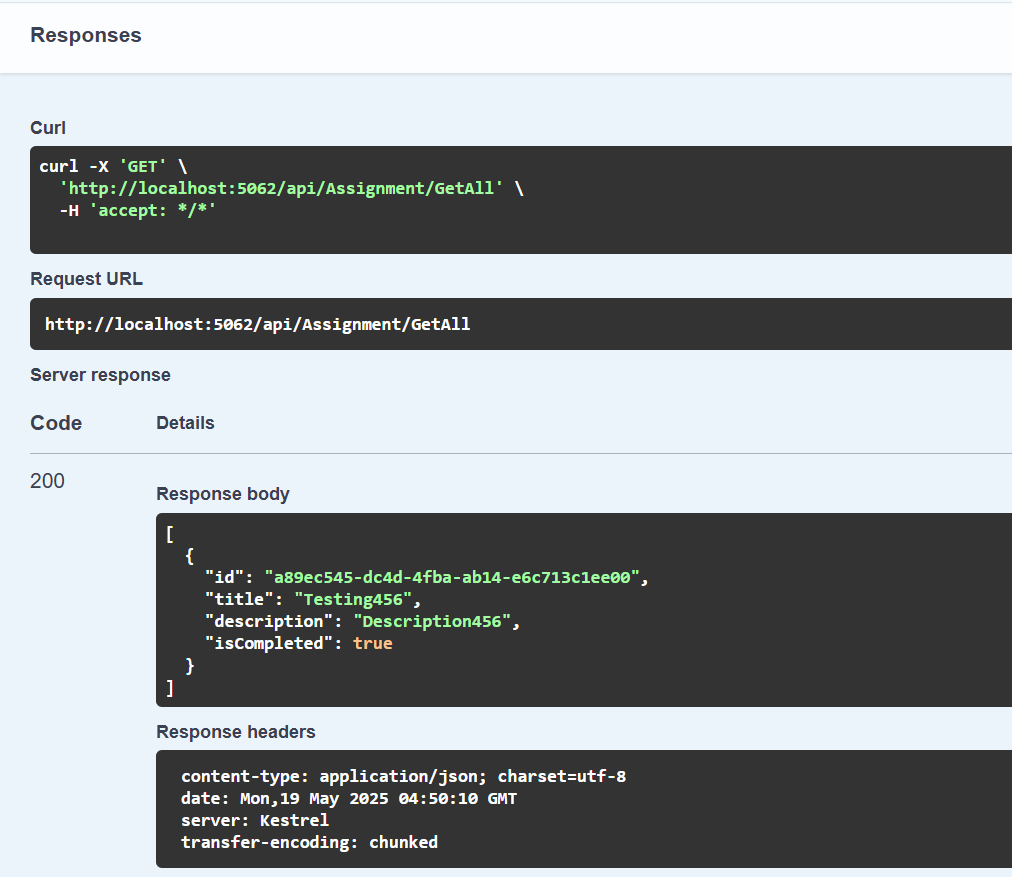 Responses
Curl
curl -X 'GET' \
'http://localhost:5062/api/Assignment/GetAll' \
-H 'accept: */*'
Request URL
http://localhost:5062/api/Assignment/GetAll
Server response
Code Details
200
Response body
[
{
"id": "a89ec545-dc4d-4fba-ab14-e6c713c1ee00",
"title": "Testing456",
"description": "Description456",
"isCompleted": true
}
]
Response headers
content-type: application/json; charset=utf-8
date: Mon,19 May 2025 04:50:10 GMT
server: Kestrel
transfer-encoding: chunked